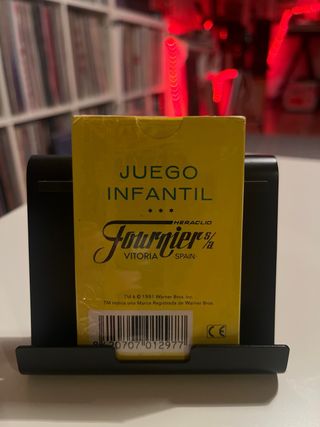 JUEGO
INFANTIL
***
HERACLIO
Fournier S/A
VITORIA SPAIN
TM & © 1991 Warner Bros. Inc.
TM indica una Marca Registrada de Warner Bros.
CE